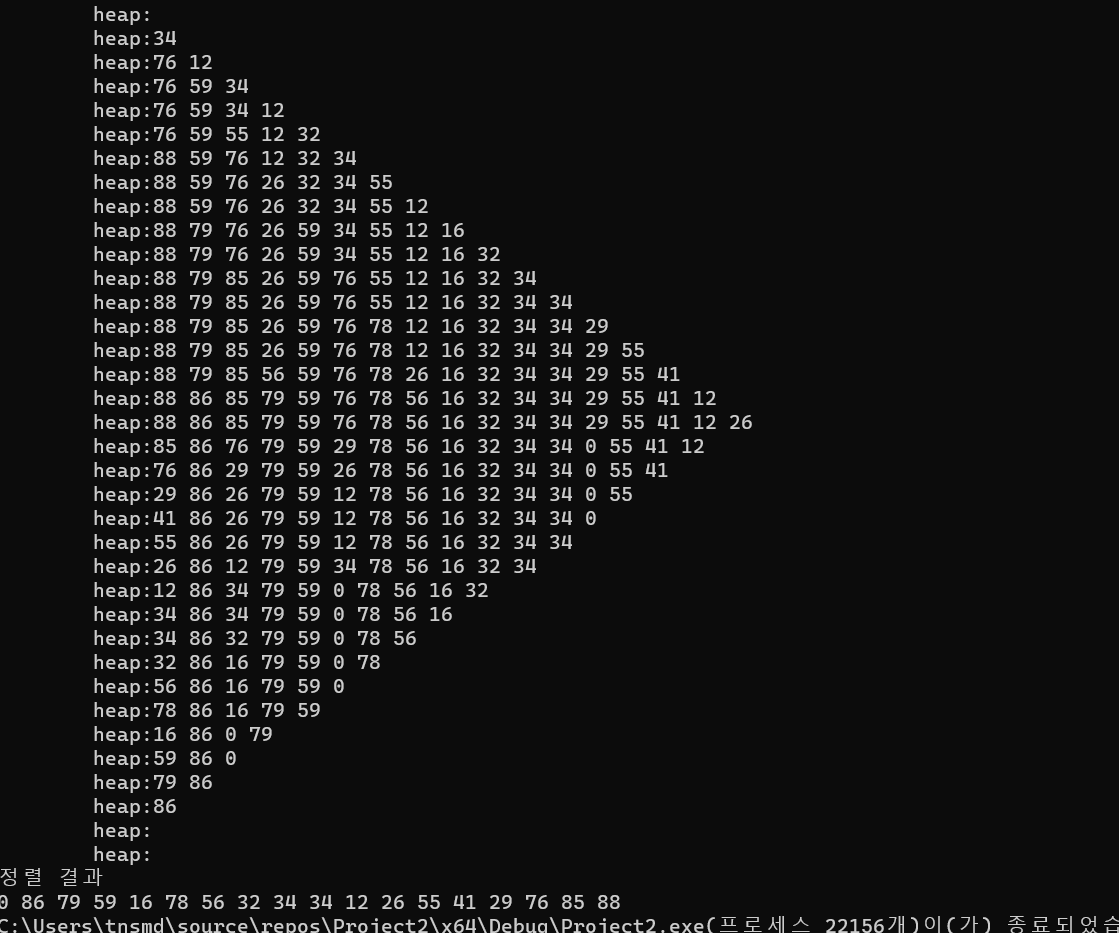 heap:
heap:34
heap:76 12
heap:76 59 34
heap:76 59 34 12
heap:76 59 55 12 32
heap:88 59 76 12 32 34
heap:88 59 76 26 32 34 55
heap:88 59 76 26 32 34 55 12
heap:88 79 76 26 59 34 55 12 16
heap:88 79 76 26 59 34 55 12 16 32
heap:88 79 85 26 59 76 55 12 16 32 34
heap:88 79 85 26 59 76 55 12 16 32 34 34
heap:88 79 85 26 59 76 78 12 16 32 34 34 29
heap:88 79 85 26 59 76 78 12 16 32 34 34 29 55
heap:88 79 85 56 59 76 78 26 16 32 34 34 29 55 41
heap:88 86 85 79 59 76 78 56 16 32 34 34 29 55 41 12
heap:88 86 85 79 59 76 78 56 16 32 34 34 29 55 41 12 26
heap:85 86 76 79 59 29 78 56 16 32 34 34 0 55 41 12
heap:76 86 29 79 59 26 78 56 16 32 34 34 0 55 41
heap:29 86 26 79 59 12 78 56 16 32 34 34 0 55
heap:41 86 26 79 59 12 78 56 16 32 34 34 0
heap:55 86 26 79 59 12 78 56 16 32 34 34
heap:26 86 12 79 59 34 78 56 16 32 34
heap:12 86 34 79 59 0 78 56 16 32
heap:34 86 34 79 59 0 78 56 16
heap:34 86 32 79 59 0 78 56
heap:32 86 16 79 59 0 78
heap:56 86 16 79 59 0
heap:78 86 16 79 59
heap:16 86 0 79
heap:59 86 0
heap:79 86
heap:86
heap:
heap:
정렬 결과
0 86 79 59 16 78 56 32 34 34 12 26 55 41 29 76 85 88
C:\Users\tnsmd\source\repos\Project2\x64\Debug\Project2.exe(프로세스 22156개)이(가) 종료되었습